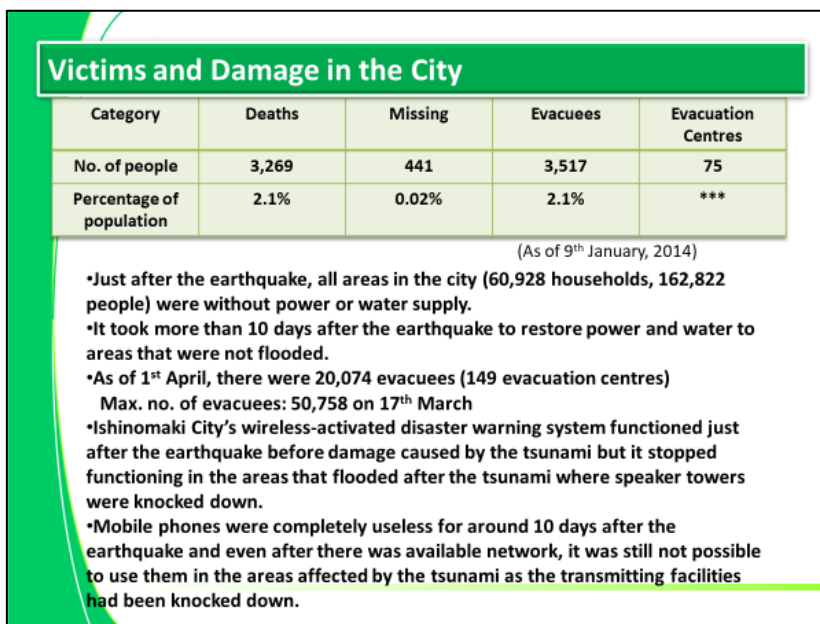 Victims and Damage in the City
Category Deaths Missing Evacuees Evacuation
Centres
No. of people 3,269 441 3,517 75
Percentage of 2.1% 0.02% 2.1% ***
population
(As of 9th January, 2014)
•Just after the earthquake, all areas in the city (60,928 households, 162,822
people) were without power or water supply.
•It took more than 10 days after the earthquake to restore power and water to
areas that were not flooded.
•As of 1st April, there were 20,074 evacuees (149 evacuation centres)
Max. no. of evacuees: 50,758 on 17th March
•Ishinomaki City's wireless-activated disaster warning system functioned just
after the earthquake before damage caused by the tsunami but it stopped
functioning in the areas that flooded after the tsunami where speaker towers
were knocked down.
•Mobile phones were completely useless for around 10 days after the
earthquake and even after there was available network, it was still not possible
to use them in the areas affected by the tsunami as the transmitting facilities
had been knocked down.